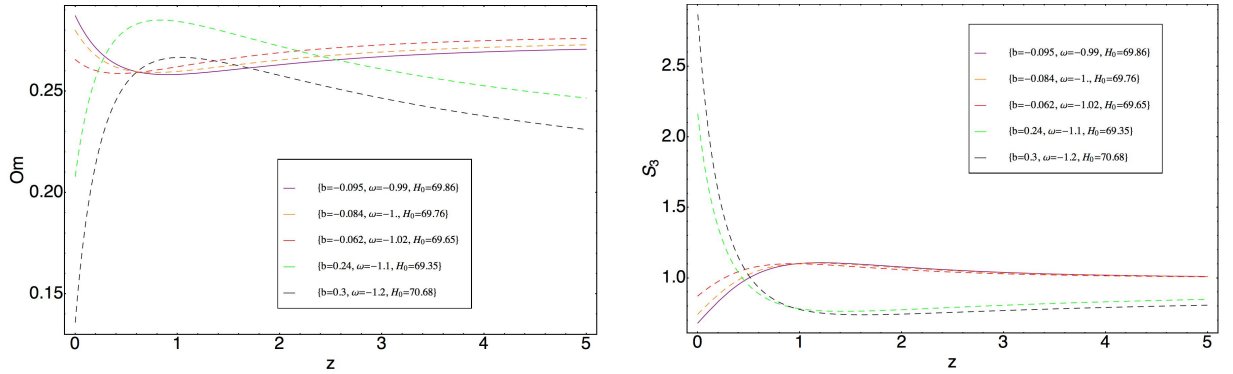 Om
0.25
0.20
0.15
{b=−0.095, ω=−0.99, H₀=69.86}
{b=−0.084, ω=−1., H₀=69.76}
{b=−0.062, ω=−1.02, H₀=69.65}
{b=0.24, ω=−1.1, H₀=69.35}
{b=0.3, ω=−1.2, H₀=70.68}
0 1 2 3 4 5
z
S₃
2.5
2.0
1.5
1.0
{b=−0.095, ω=−0.99, H₀=69.86}
{b=−0.084, ω=−1., H₀=69.76}
{b=−0.062, ω=−1.02, H₀=69.65}
{b=0.24, ω=−1.1, H₀=69.35}
{b=0.3, ω=−1.2, H₀=70.68}
0 1 2 3 4 5
z